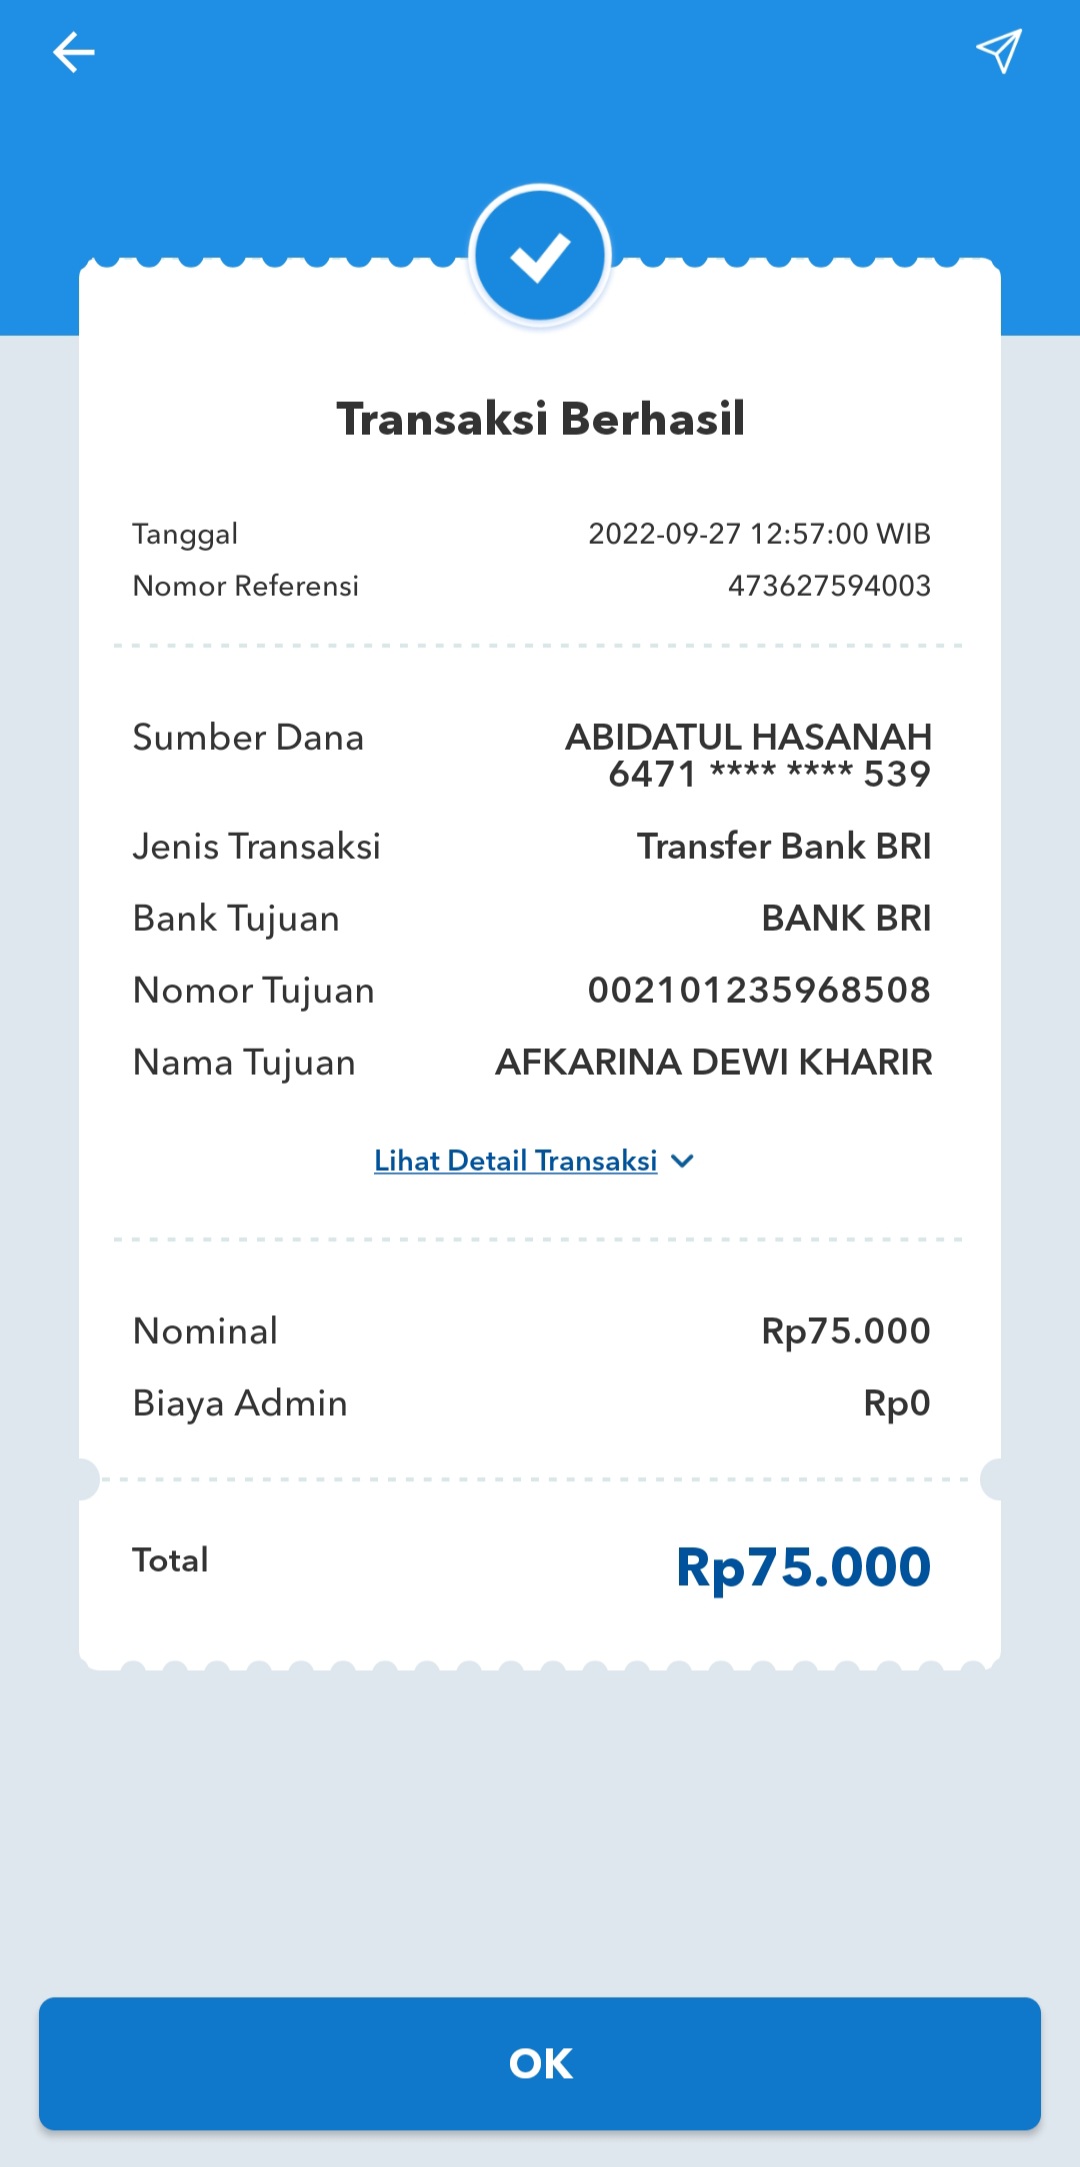 Transaksi Berhasil
Tanggal 2022-09-27 12:57:00 WIB
Nomor Referensi 473627594003
Sumber Dana ABIDATUL HASANAH
6471 **** **** 539
Jenis Transaksi Transfer Bank BRI
Bank Tujuan BANK BRI
Nomor Tujuan 002101235968508
Nama Tujuan AFKARINA DEWI KHARIR
Lihat Detail Transaksi
Nominal Rp75.000
Biaya Admin Rp0
Total Rp75.000
OK